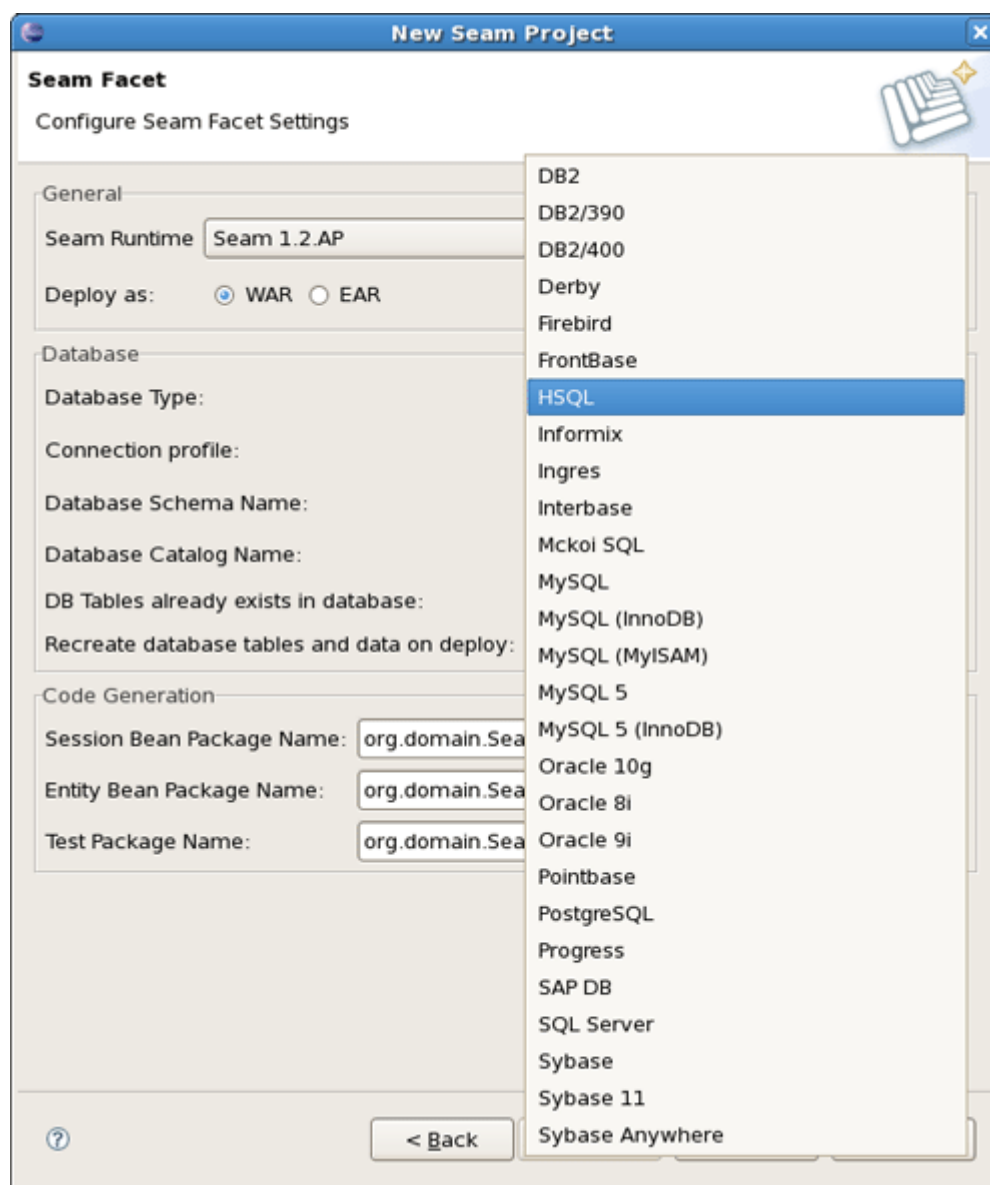 New Seam Project
Seam Facet
Configure Seam Facet Settings
General
Seam Runtime Seam 1.2.AP
Deploy as: WAR EAR
Database
Database Type:
Connection profile:
Database Schema Name:
Database Catalog Name:
DB Tables already exists in database:
Recreate database tables and data on deploy:
Code Generation
Session Bean Package Name: org.domain.Sea
Entity Bean Package Name: org.domain.Sea
Test Package Name: org.domain.Sea
DB2
DB2/390
DB2/400
Derby
Firebird
FrontBase
HSQL
Informix
Ingres
Interbase
Mckoi SQL
MySQL
MySQL (InnoDB)
MySQL (MyISAM)
MySQL 5
MySQL 5 (InnoDB)
Oracle 10g
Oracle 8i
Oracle 9i
Pointbase
PostgreSQL
Progress
SAP DB
SQL Server
Sybase
Sybase 11
Sybase Anywhere
< Back